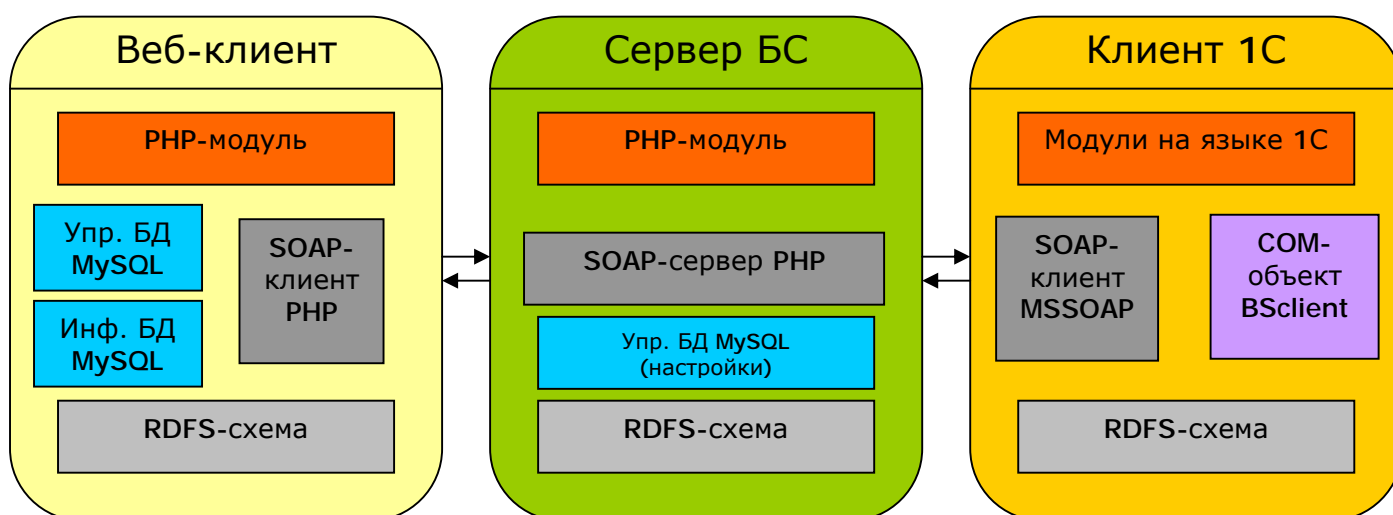 Веб-клиент
PHP-модуль
Упр. БД
MySQL
Инф. БД
MySQL
SOAP-
клиент
PHP
RDFS-схема
Сервер БС
PHP-модуль
SOAP-сервер PHP
Упр. БД MySQL
(настройки)
RDFS-схема
Клиент 1С
Модули на языке 1С
SOAP-
клиент
MSSOAP
COM-
объект
BSclient
RDFS-схема